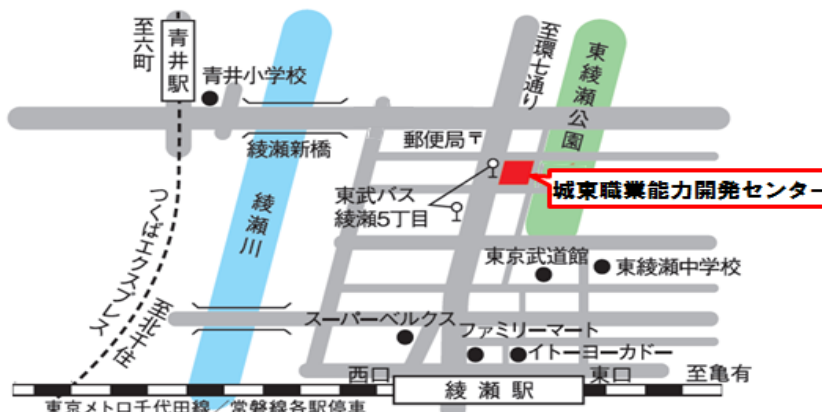 至六町
青井駅
青井小学校
至環七通り
東綾瀬公園
郵便局〒
綾瀬新橋
城東職業能力開発センター
東武バス
綾瀬5丁目
綾瀬川
つくばエクスプレス
至北千住
東京武道館
東綾瀬中学校
スーパーベルクス
ファミリーマート
イトーヨーカドー
西口
綾瀬駅
東口
至亀有
東京メトロ千代田線／常磐線各駅停車